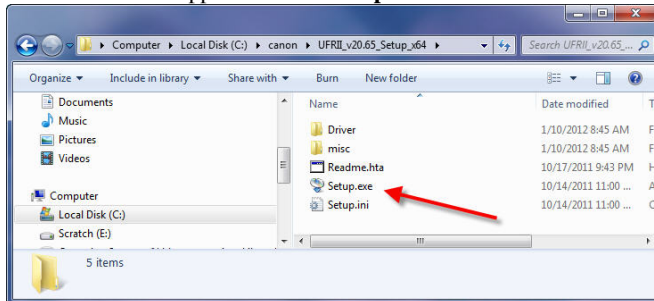 Computer ▸ Local Disk (C:) ▸ canon ▸ UFRII_v20.65_Setup_x64 ▸
Search UFRII_v20.65_...
Organize ▾ Include in library ▾ Share with ▾ Burn New folder
Documents
Music
Pictures
Videos
Computer
Local Disk (C:)
Scratch (E:)
Name Date modified T
Driver 1/10/2012 8:45 AM F
misc 1/10/2012 8:45 AM F
Readme.hta 10/17/2011 9:43 PM H
Setup.exe 10/14/2011 11:00 ... A
Setup.ini 10/14/2011 11:00 ... C
5 items